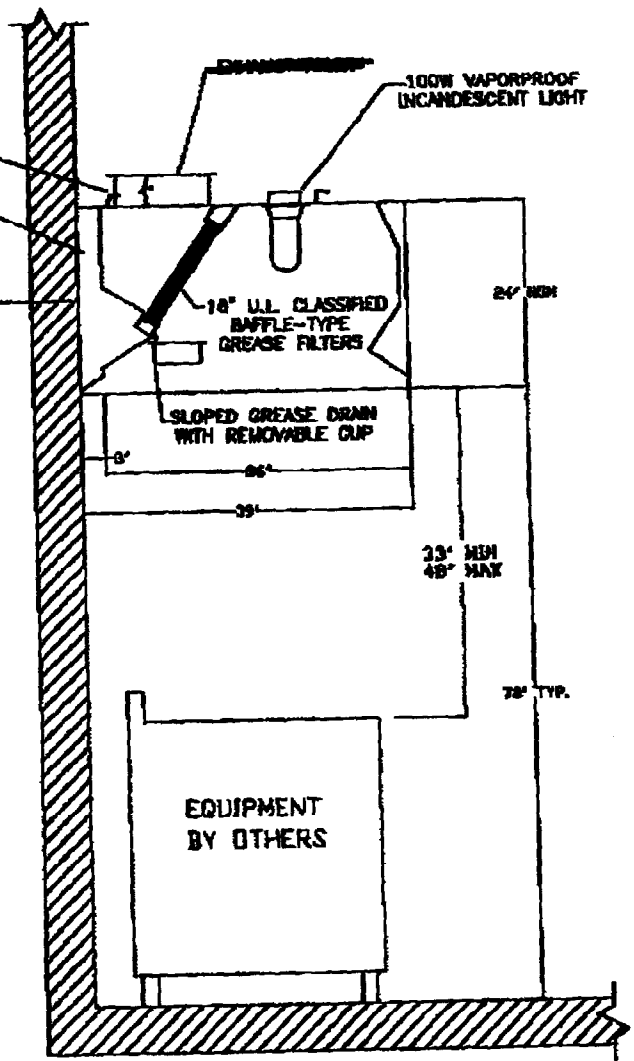 100W VAPORPROOF
INCANDESCENT LIGHT
24" NOM
18" U.L. CLASSIFIED
BAFFLE-TYPE
GREASE FILTERS
SLOPED GREASE DRAIN
WITH REMOVABLE CUP
3"
36"
39"
33" MIN
48" MAX
78" TYP.
EQUIPMENT
BY OTHERS